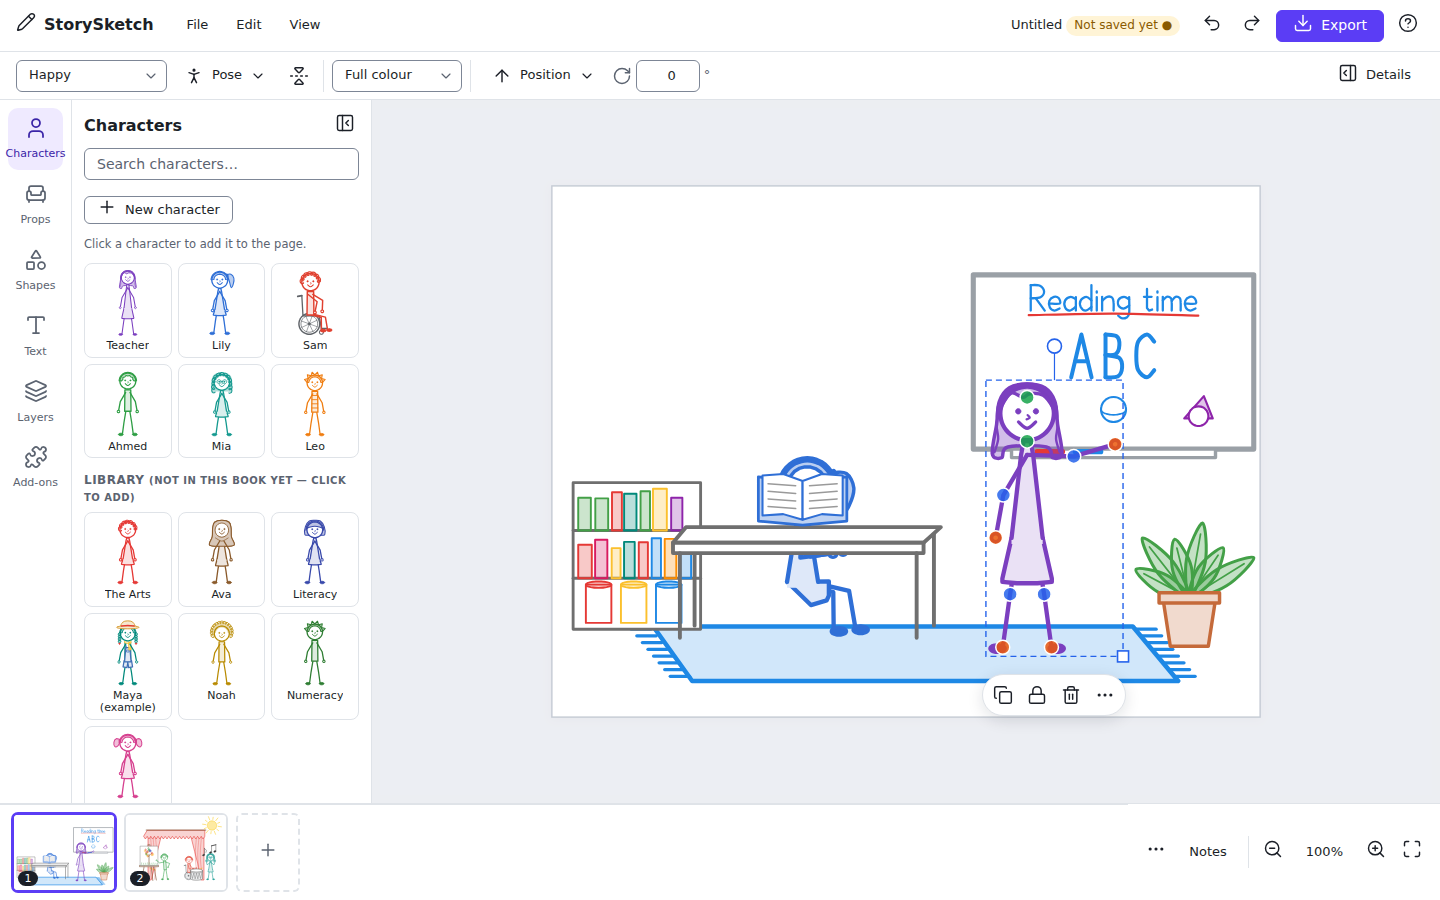 StorySketch
File
Edit
View
Untitled
Not saved yet
Export
Happy
Pose
Full colour
Position
0
°
Details
Characters
Props
Shapes
Text
Layers
Add-ons
Characters
Search characters...
New character
Click a character to add it to the page.
Teacher
Lily
Sam
Ahmed
Mia
Leo
LIBRARY (NOT IN THIS BOOK YET — CLICK
TO ADD)
The Arts
Ava
Literacy
Maya
(example)
Noah
Numeracy
Reading time
ABC
Reading time
ABC
1
2
Notes
100%